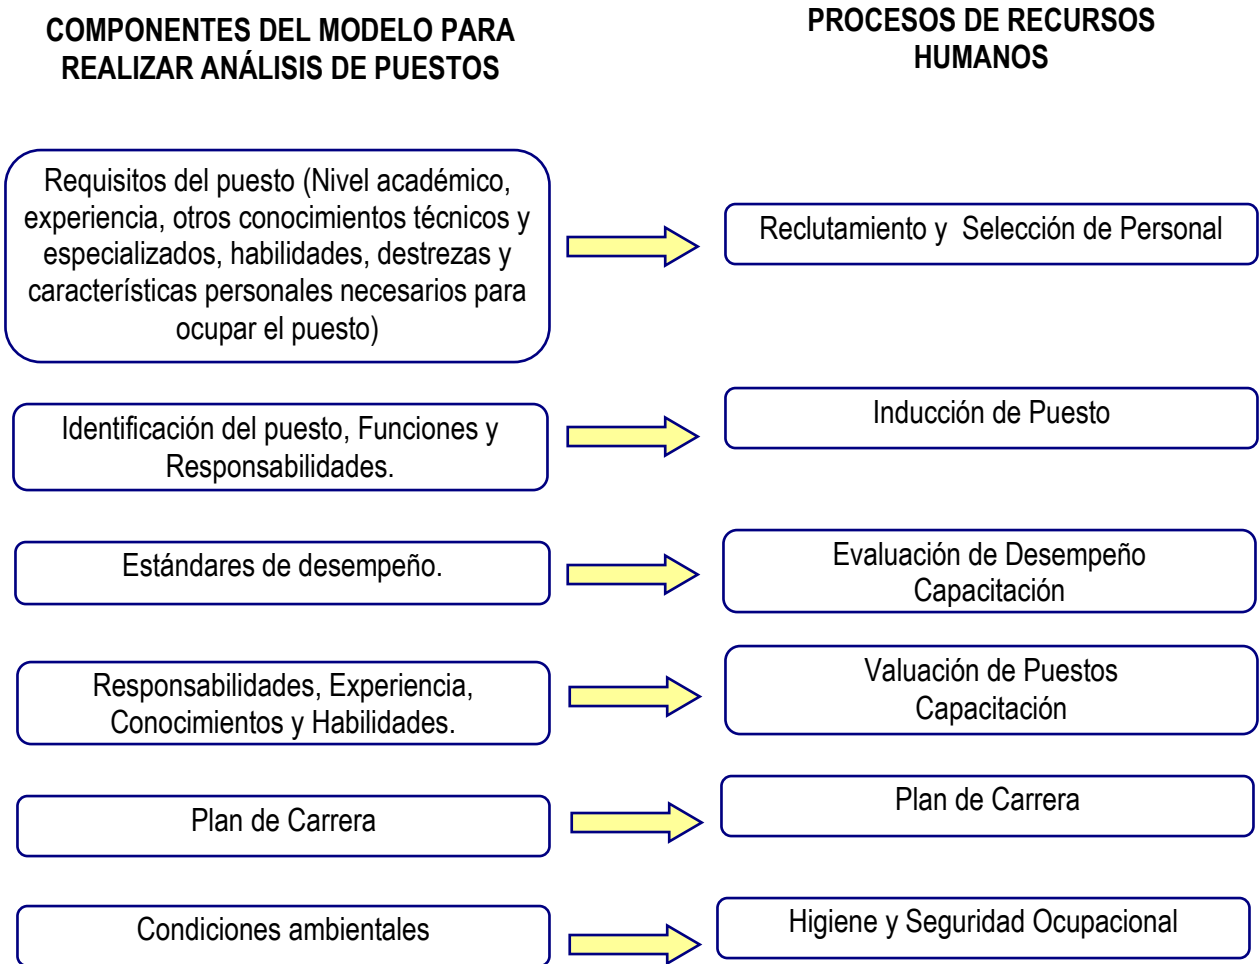 COMPONENTES DEL MODELO PARA
REALIZAR ANÁLISIS DE PUESTOS
PROCESOS DE RECURSOS
HUMANOS
Requisitos del puesto (Nivel académico,
experiencia, otros conocimientos técnicos y
especializados, habilidades, destrezas y
características personales necesarios para
ocupar el puesto)
Reclutamiento y  Selección de Personal
Identificación del puesto, Funciones y
Responsabilidades.
Inducción de Puesto
Estándares de desempeño.
Evaluación de Desempeño
Capacitación
Responsabilidades, Experiencia,
Conocimientos y Habilidades.
Valuación de Puestos
Capacitación
Plan de Carrera
Plan de Carrera
Condiciones ambientales
Higiene y Seguridad Ocupacional